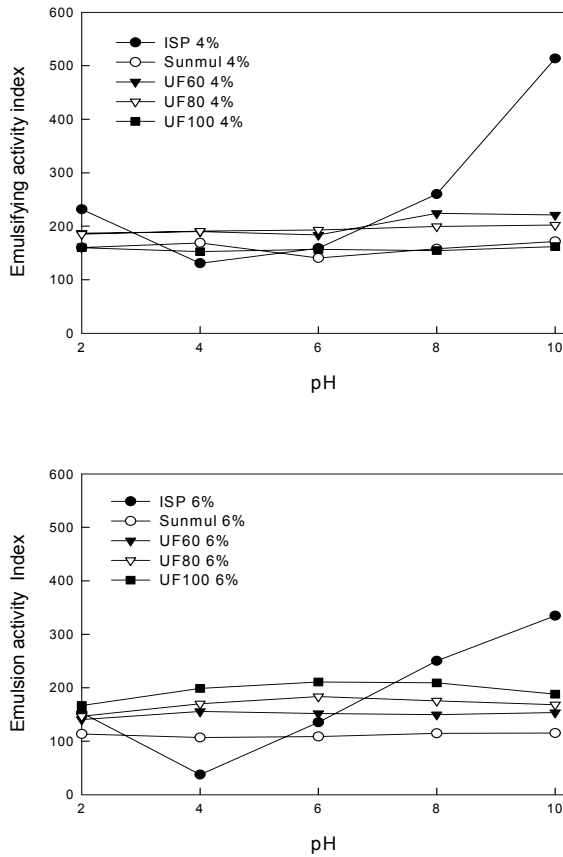 600
500
400
300
200
100
0
Emulsifying activity index
ISP 4%
Sunmul 4%
UF60 4%
UF80 4%
UF100 4%
2 4 6 8 10
pH
600
500
400
300
200
100
0
Emulsion activity Index
ISP 6%
Sunmul 6%
UF60 6%
UF80 6%
UF100 6%
2 4 6 8 10
pH